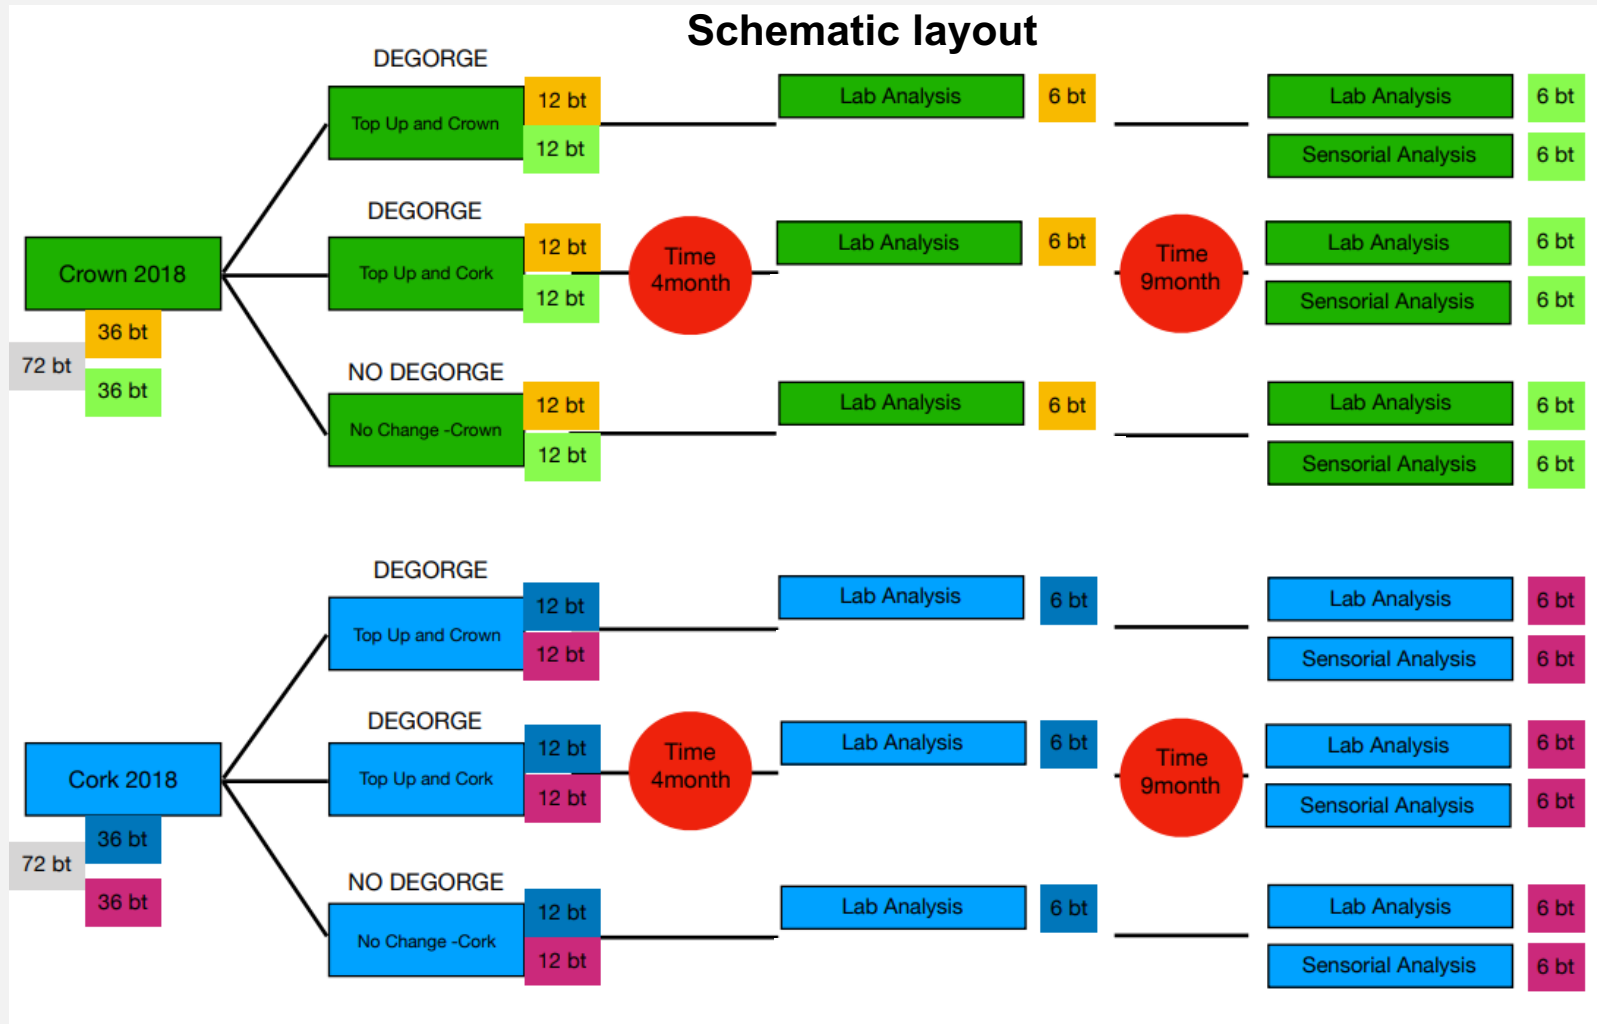 Schematic layout
DEGORGE
Top Up and Crown
12 bt
12 bt
Lab Analysis
6 bt
Lab Analysis
6 bt
Sensorial Analysis
6 bt
DEGORGE
Crown 2018
36 bt
72 bt
36 bt
Top Up and Cork
12 bt
12 bt
Time
4month
Lab Analysis
6 bt
Time
9month
Lab Analysis
6 bt
Sensorial Analysis
6 bt
NO DEGORGE
No Change -Crown
12 bt
12 bt
Lab Analysis
6 bt
Lab Analysis
6 bt
Sensorial Analysis
6 bt
DEGORGE
Top Up and Crown
12 bt
12 bt
Lab Analysis
6 bt
Lab Analysis
6 bt
Sensorial Analysis
6 bt
DEGORGE
Cork 2018
36 bt
72 bt
36 bt
Top Up and Cork
12 bt
12 bt
Time
4month
Lab Analysis
6 bt
Time
9month
Lab Analysis
6 bt
Sensorial Analysis
6 bt
NO DEGORGE
No Change -Cork
12 bt
12 bt
Lab Analysis
6 bt
Lab Analysis
6 bt
Sensorial Analysis
6 bt